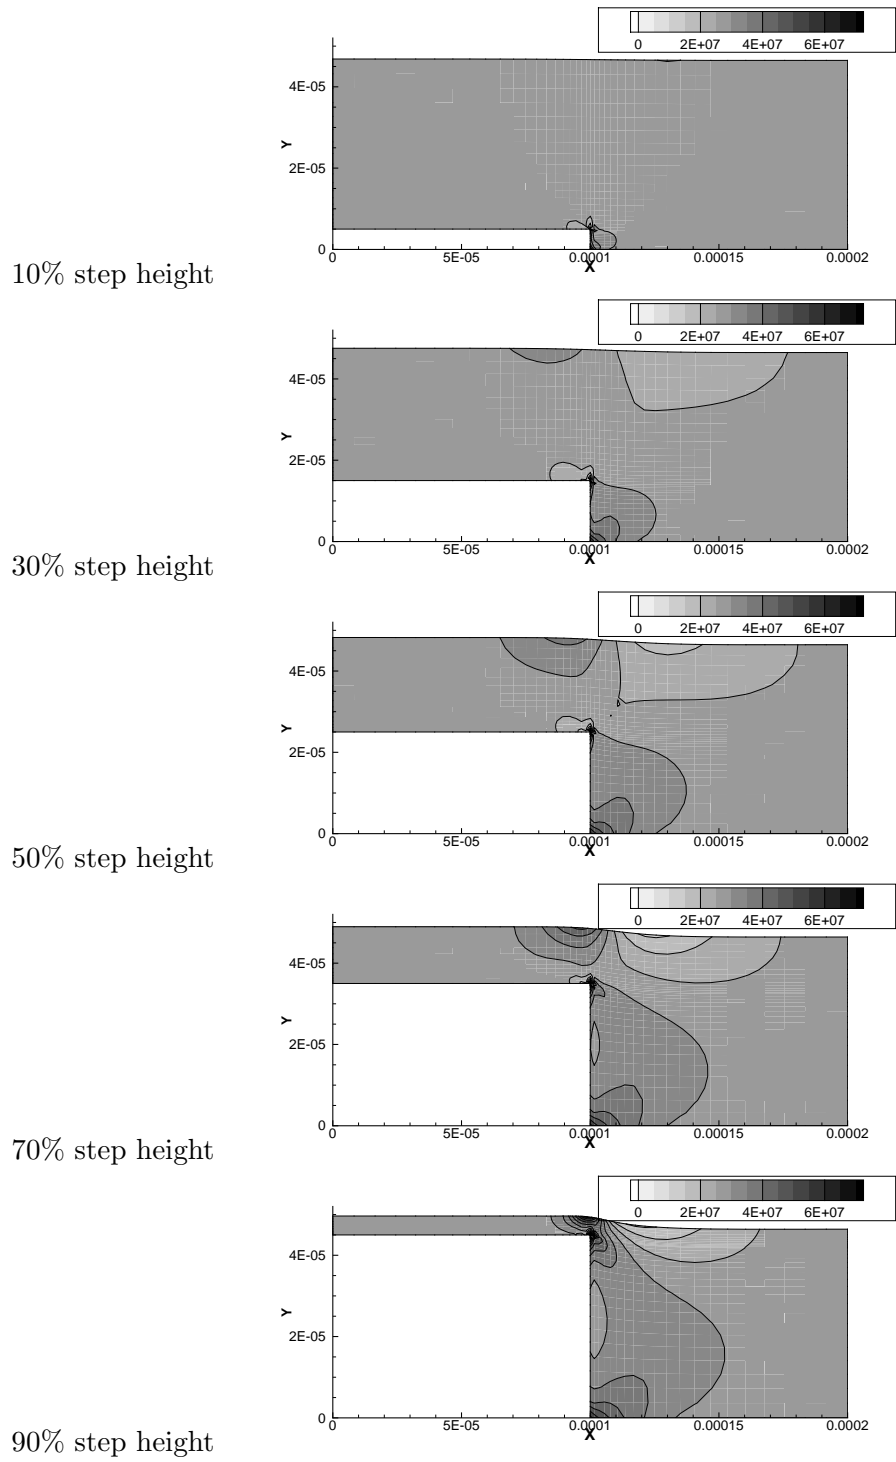 0 2E+07 4E+07 6E+07
4E-05
Y
2E-05
0
0 5E-05 0.0001 0.00015 0.0002
X
10% step height
0 2E+07 4E+07 6E+07
4E-05
Y
2E-05
0
0 5E-05 0.0001 0.00015 0.0002
X
30% step height
0 2E+07 4E+07 6E+07
4E-05
Y
2E-05
0
0 5E-05 0.0001 0.00015 0.0002
X
50% step height
0 2E+07 4E+07 6E+07
4E-05
Y
2E-05
0
0 5E-05 0.0001 0.00015 0.0002
X
70% step height
0 2E+07 4E+07 6E+07
4E-05
Y
2E-05
0
0 5E-05 0.0001 0.00015 0.0002
X
90% step height